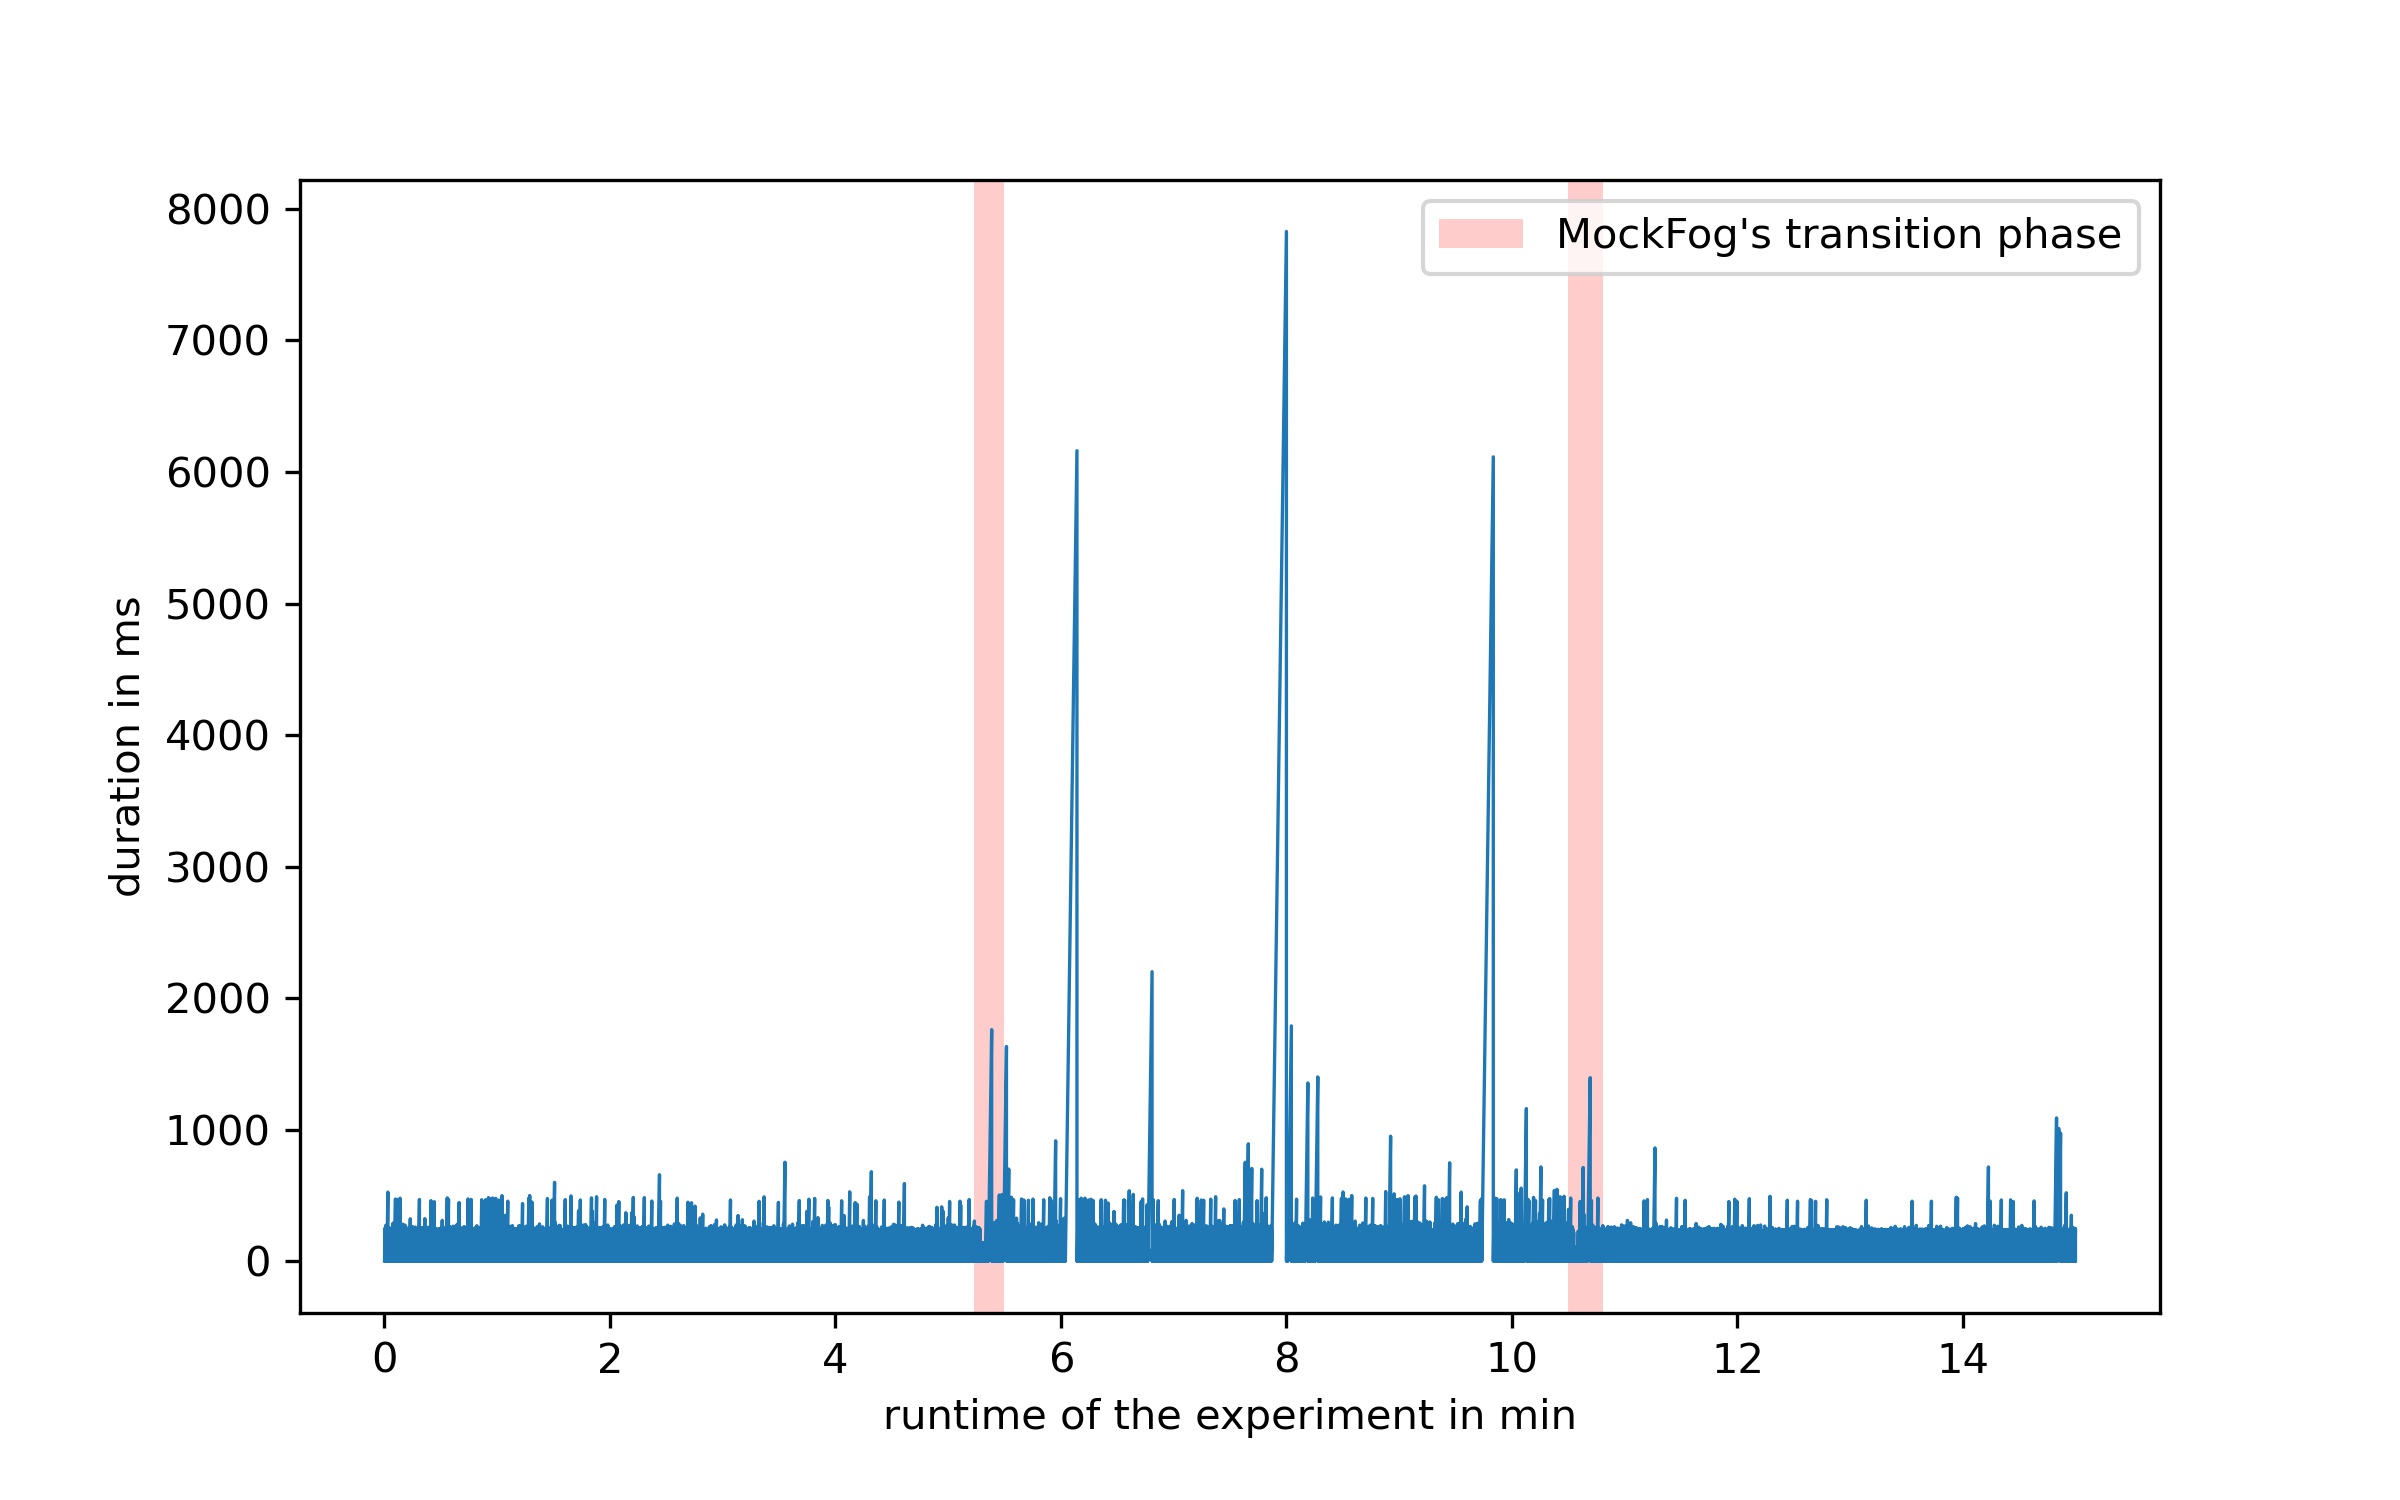 MockFog's transition phase
8000
7000
6000
5000
4000
3000
2000
1000
0
duration in ms
0 2 4 6 8 10 12 14
runtime of the experiment in min